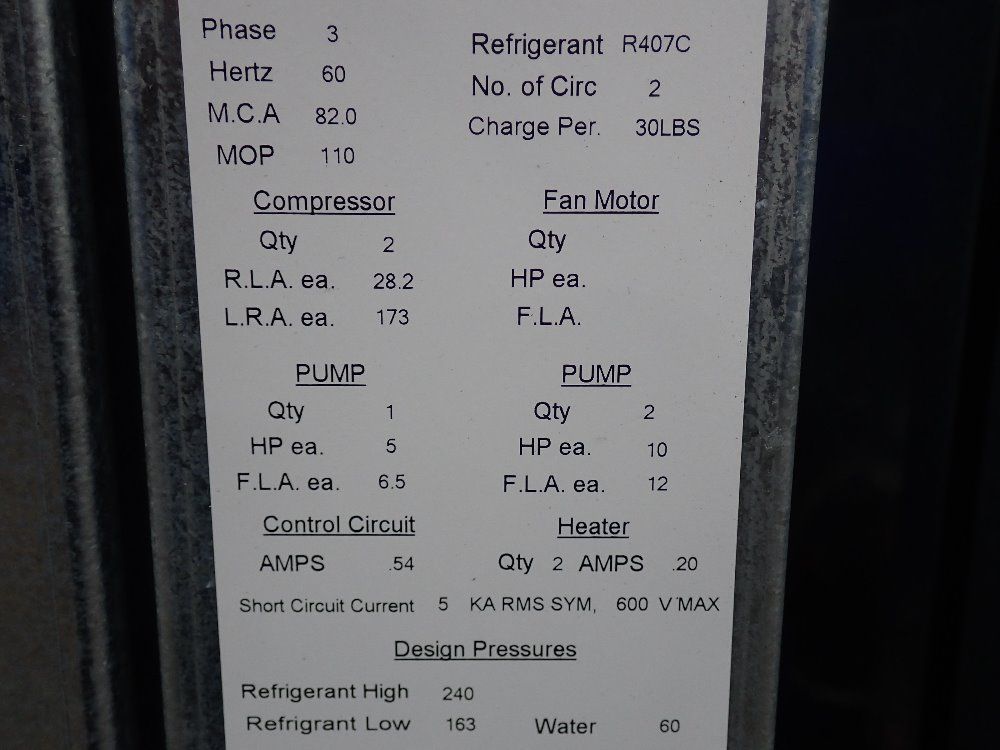 Phase 3
Hertz 60
M.C.A 82.0
MOP 110
Refrigerant R407C
No. of Circ 2
Charge Per. 30LBS
Compressor
Qty 2
R.L.A. ea. 28.2
L.R.A. ea. 173
Fan Motor
Qty
HP ea.
F.L.A.
PUMP
Qty 1
HP ea. 5
F.L.A. ea. 6.5
PUMP
Qty 2
HP ea. 10
F.L.A. ea. 12
Control Circuit
AMPS .54
Heater
Qty 2 AMPS .20
Short Circuit Current 5 KA RMS SYM, 600 V MAX
Design Pressures
Refrigerant High 240
Refrigrant Low 163 Water 60